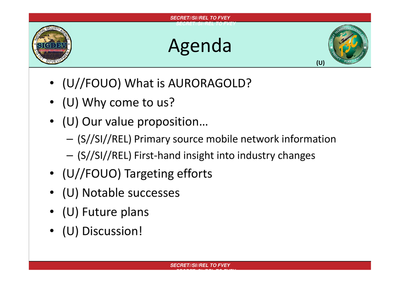 SECRET//SI//REL TO FVEY
SIGDEV
Agenda
(U)
• (U//FOUO) What is AURORAGOLD?
• (U) Why come to us?
• (U) Our value proposition…
– (S//SI//REL) Primary source mobile network information
– (S//SI//REL) First-hand insight into industry changes
• (U//FOUO) Targeting efforts
• (U) Notable successes
• (U) Future plans
• (U) Discussion!
SECRET//SI//REL TO FVEY